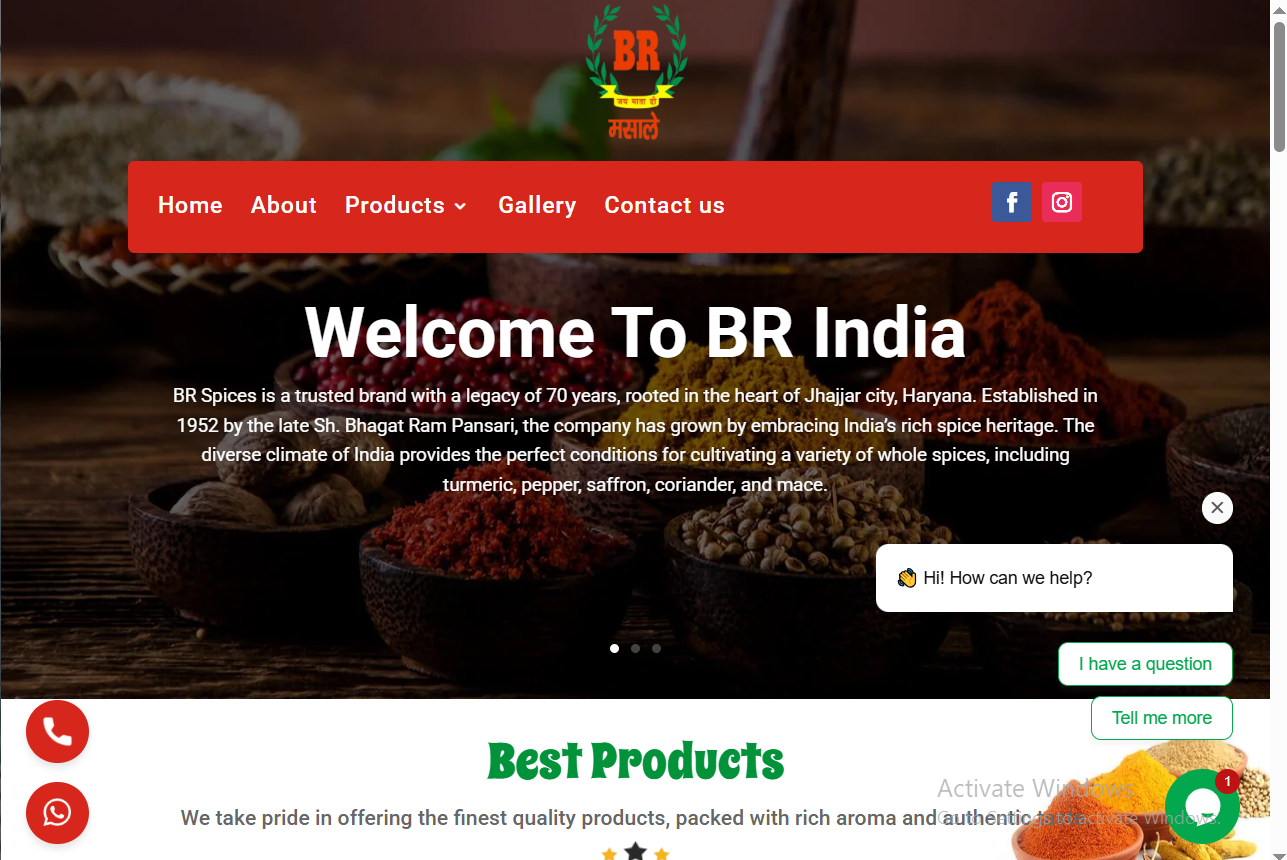 BR
जय माता दी
मसाले
Home About Products Gallery Contact us
Welcome To BR India
BR Spices is a trusted brand with a legacy of 70 years, rooted in the heart of Jhajjar city, Haryana. Established in
1952 by the late Sh. Bhagat Ram Pansari, the company has grown by embracing India’s rich spice heritage. The
diverse climate of India provides the perfect conditions for cultivating a variety of whole spices, including
turmeric, pepper, saffron, coriander, and mace.
👋 Hi! How can we help?
I have a question
Tell me more
Best Products
We take pride in offering the finest quality products, packed with rich aroma and authentic
Activate Windows
Go to Settings to activate Windows.
1